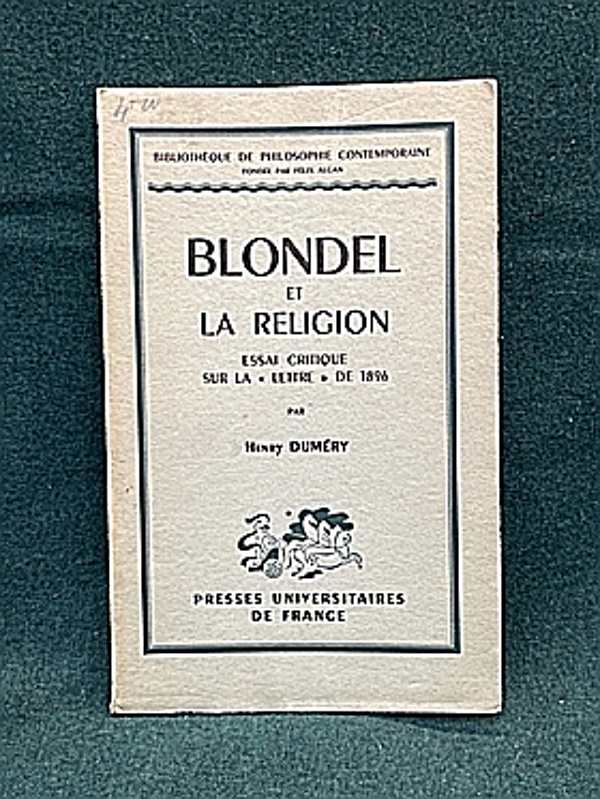 BIBLIOTHÈQUE DE PHILOSOPHIE CONTEMPORAINE
FONDÉE PAR FÉLIX ALCAN
BLONDEL
ET
LA RELIGION
ESSAI CRITIQUE
SUR LA « LETTRE » DE 1896
PAR
Henry DUMÉRY
PRESSES UNIVERSITAIRES
DE FRANCE